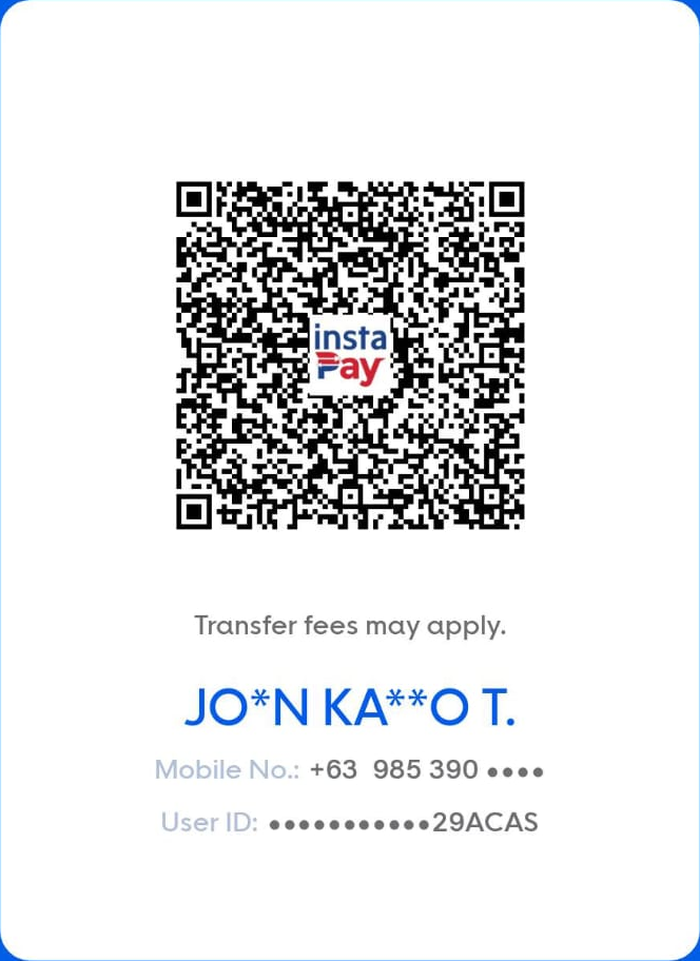 insta
Pay
Transfer fees may apply.
JO*N KA**O T.
Mobile No.: +63 985 390 ••••
User ID: •••••••••••29ACAS